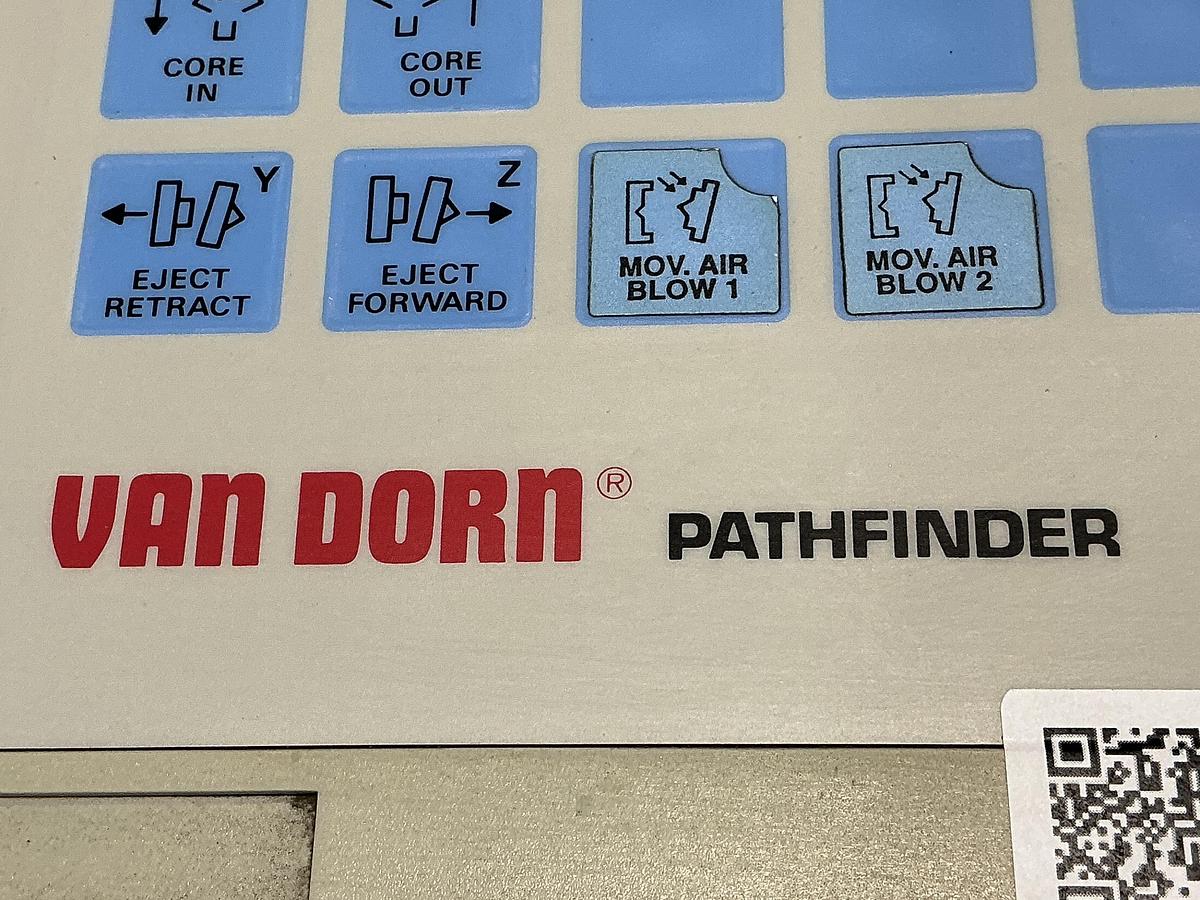 CORE
IN
CORE
OUT
Y
EJECT
RETRACT
Z
EJECT
FORWARD
MOV. AIR
BLOW 1
MOV. AIR
BLOW 2
VAN DORN®
PATHFINDER